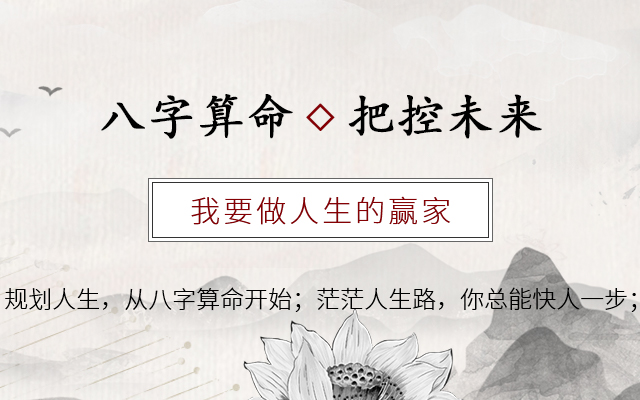 八字算命◇把控未来
我要做人生的赢家
规划人生，从八字算命开始；茫茫人生路，你总能快人一步；